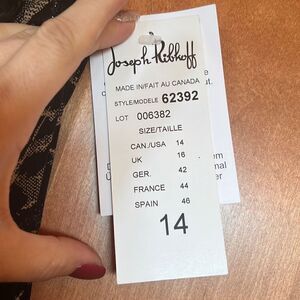 Joseph Ribkoff
MADE IN/FAIT AU CANADA
STYLE/MODELE 62392
LOT 006382
SIZE/TAILLE
CAN./USA 14
UK 16
GER. 42
FRANCE 44
SPAIN 46
14